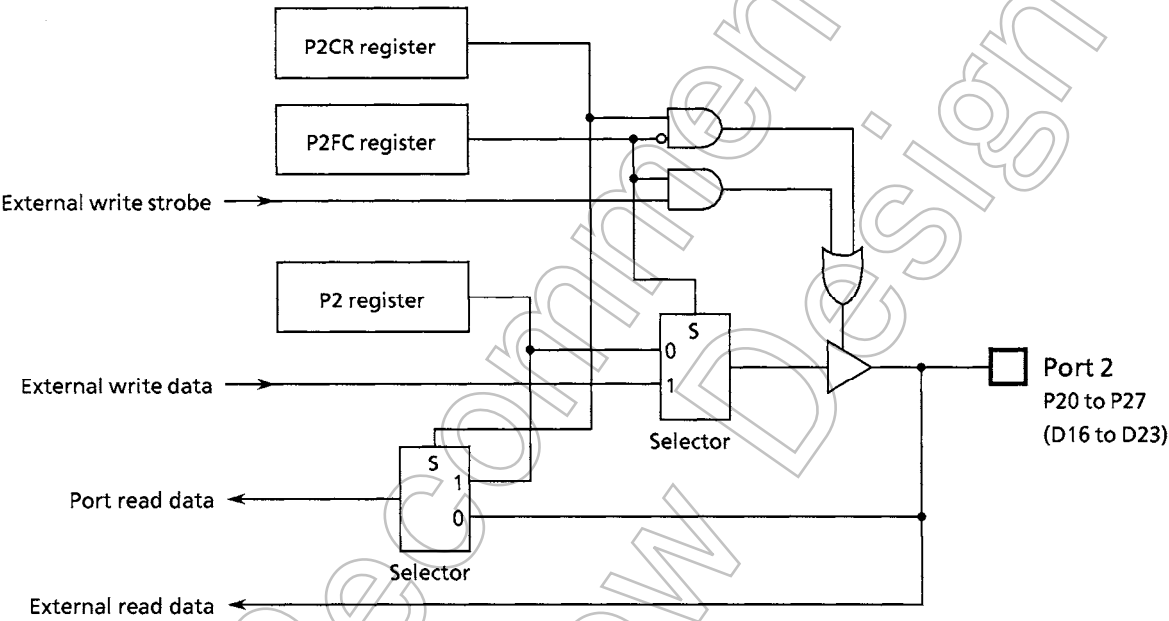 P2CR register
P2FC register
External write strobe
P2 register
S
0
External write data
1
Port 2
P20 to P27
(D16 to D23)
Selector
S
1
Port read data
0
Selector
External read data